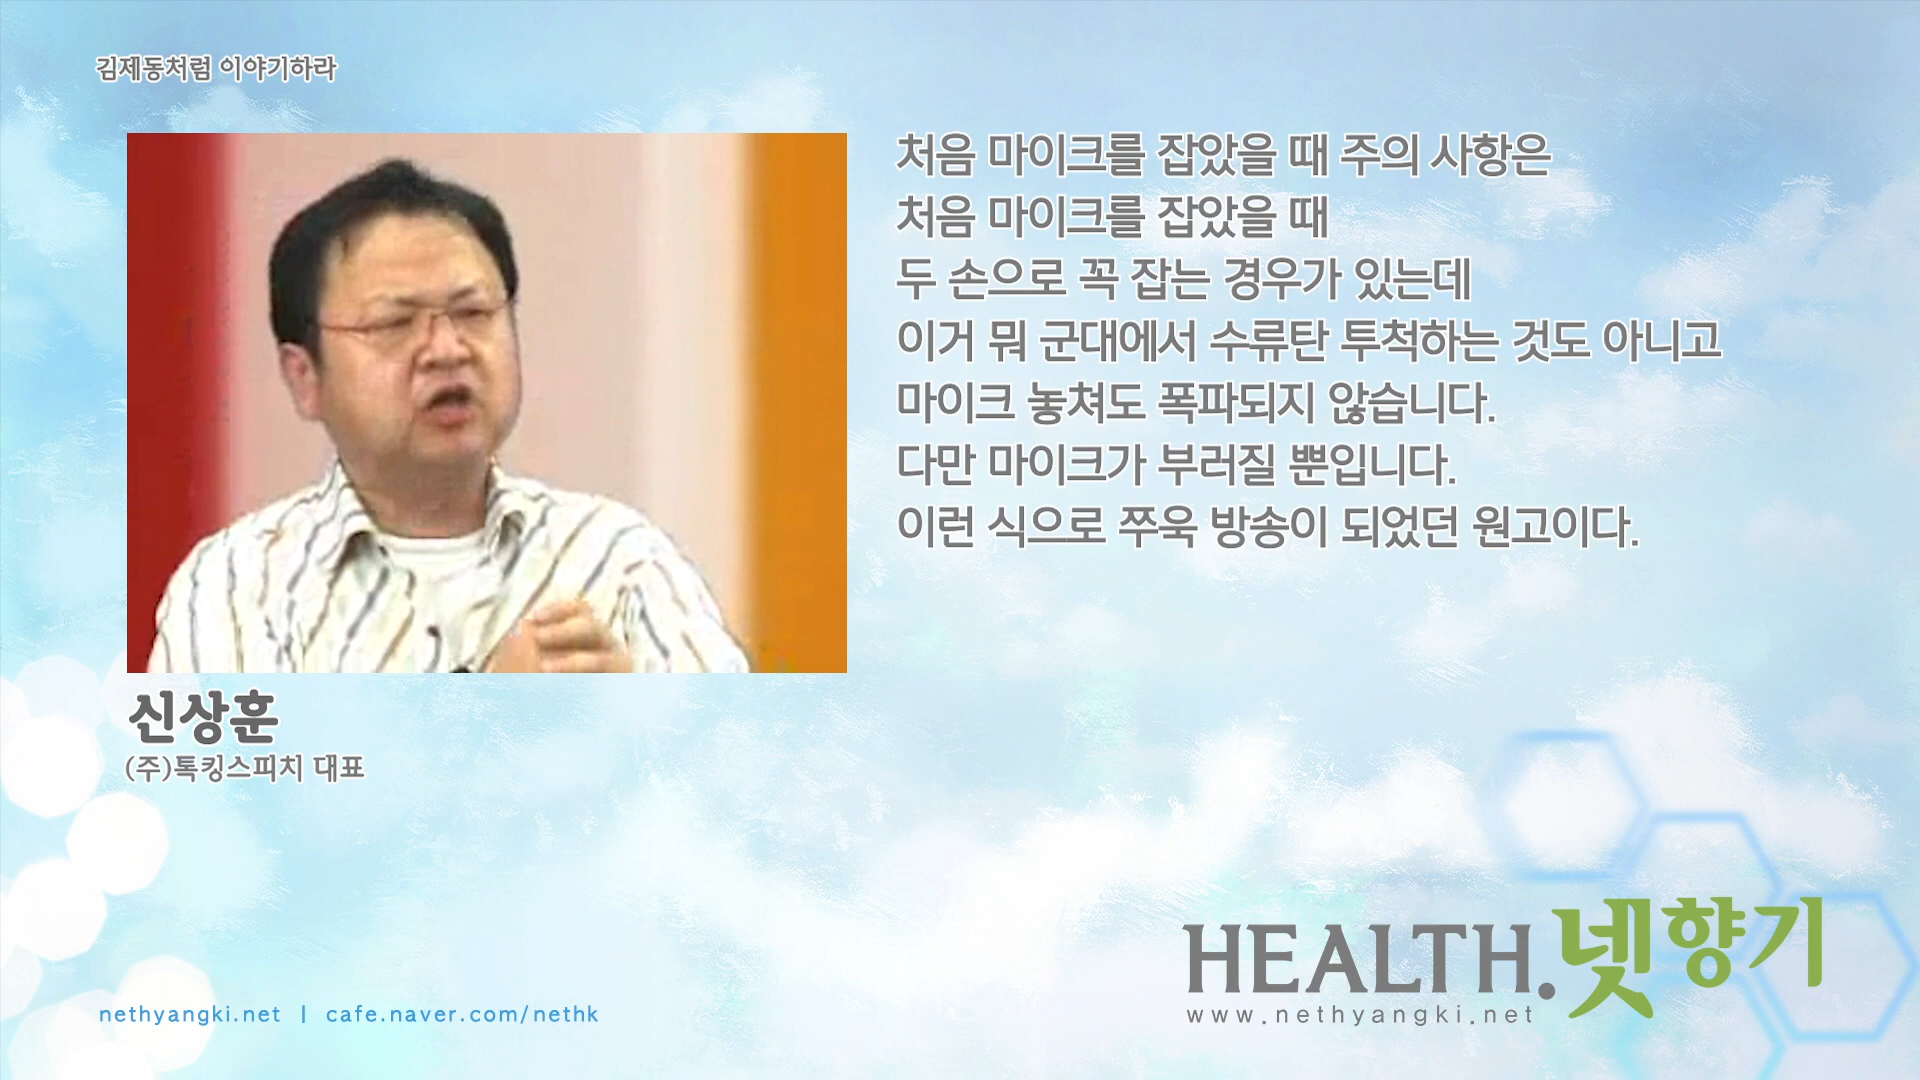 김제동처럼 이야기하라
처음 마이크를 잡았을 때 주의 사항은
처음 마이크를 잡았을 때
두 손으로 꼭 잡는 경우가 있는데
이거 뭐 군대에서 수류탄 투척하는 것도 아니고
마이크 놓쳐도 폭파되지 않습니다.
다만 마이크가 부러질 뿐입니다.
이런 식으로 쭈욱 방송이 되었던 원고이다.
신상훈
(주)톡킹스피치 대표
HEALTH.넷향기
www.nethyangki.net
nethyangki.net | cafe.naver.com/nethk